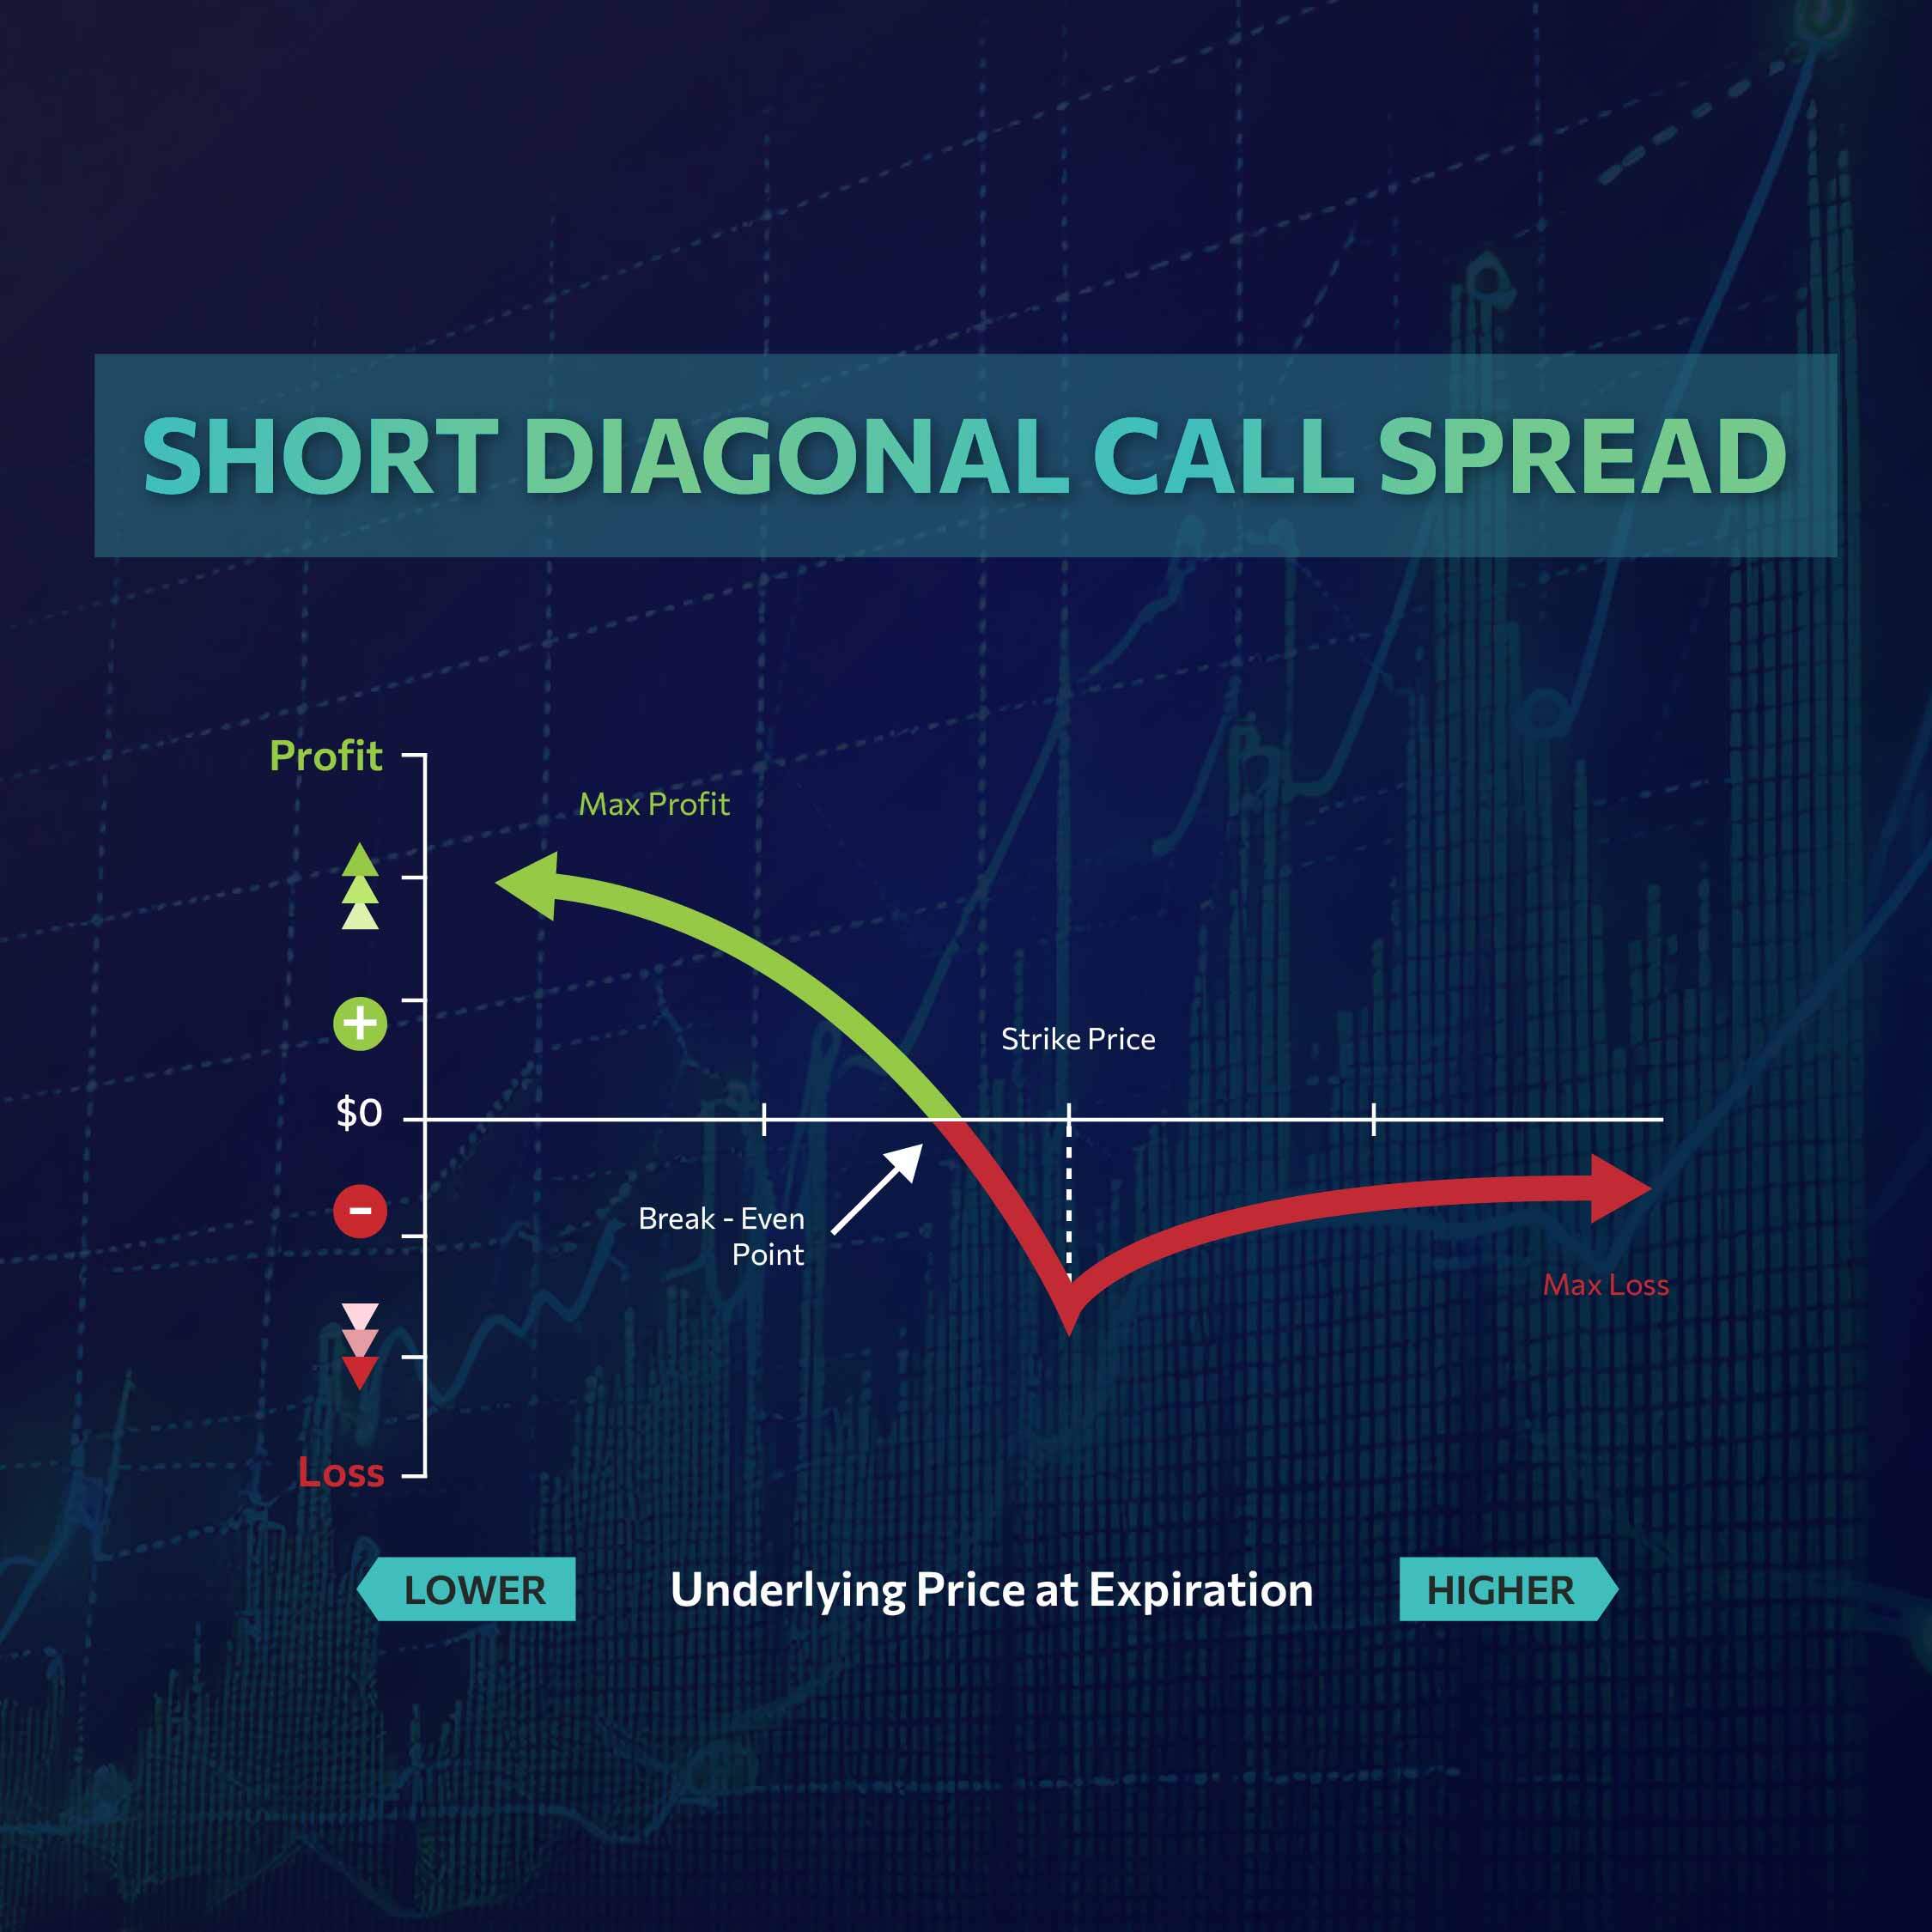 SHORT DIAGONAL CALL SPREAD
Profit
Max Profit
+
Strike Price
$0
-
Break - Even
Point
Max Loss
Loss
LOWER
Underlying Price at Expiration
HIGHER